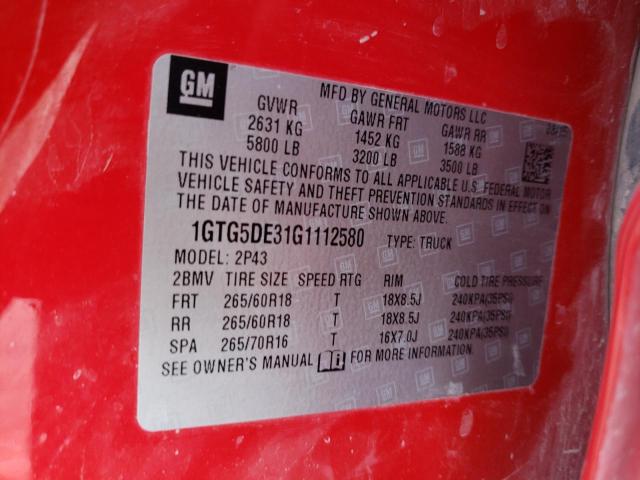 GM
MFD BY GENERAL MOTORS LLC
GVWR GAWR FRT GAWR RR
2631 KG 1452 KG 1588 KG
5800 LB 3200 LB 3500 LB
THIS VEHICLE CONFORMS TO ALL APPLICABLE U.S. FEDERAL MOTOR
VEHICLE SAFETY AND THEFT PREVENTION STANDARDS IN EFFECT ON
THE DATE OF MANUFACTURE SHOWN ABOVE.
1GTG5DE31G1112580 TYPE: TRUCK
MODEL: 2P43
2BMV TIRE SIZE SPEED RTG RIM COLD TIRE PRESSURE
FRT 265/60R18 T 18X8.5J 240KPA(35PSI)
RR 265/60R18 T 18X8.5J 240KPA(35PSI)
SPA 265/70R16 T 16X7.0J 240KPA(35PSI)
SEE OWNER'S MANUAL FOR MORE INFORMATION.